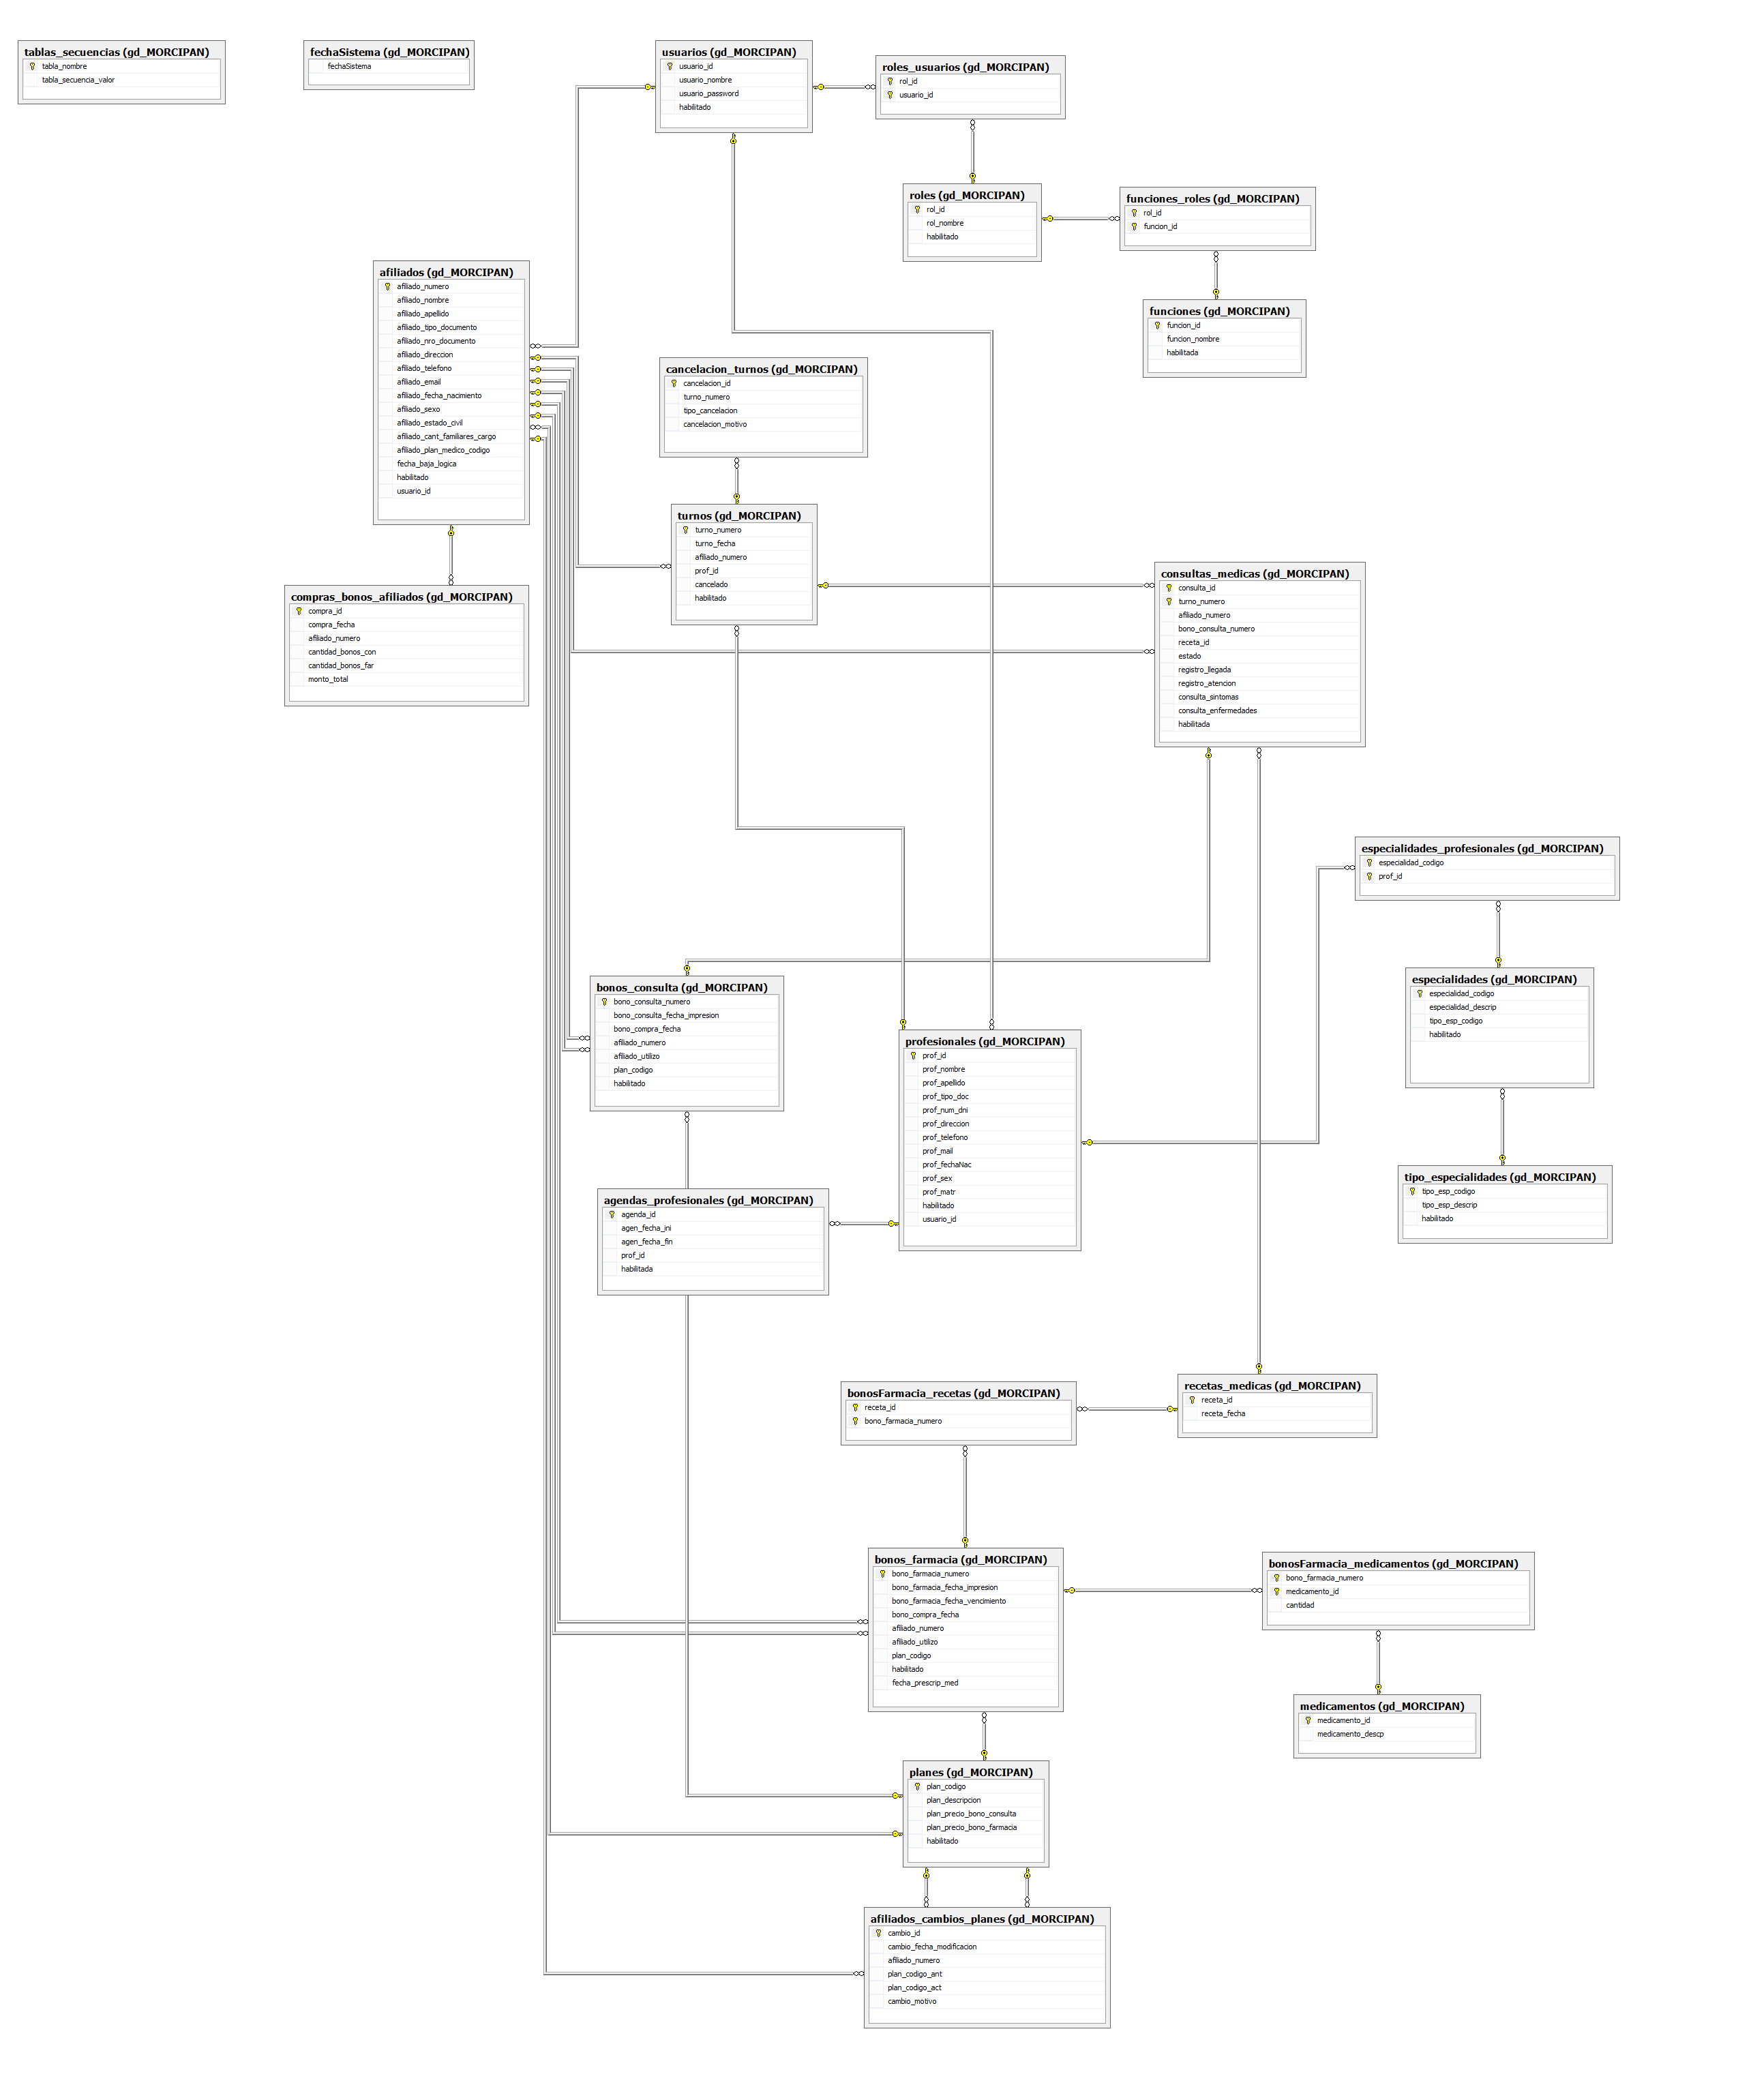 tablas_secuencias (gd_MORCIPAN)
tabla_nombre
tabla_secuencia_valor
fechaSistema (gd_MORCIPAN)
fechaSistema
usuarios (gd_MORCIPAN)
usuario_id
usuario_nombre
usuario_password
habilitado
roles_usuarios (gd_MORCIPAN)
rol_id
usuario_id
roles (gd_MORCIPAN)
rol_id
rol_nombre
habilitado
funciones_roles (gd_MORCIPAN)
rol_id
funcion_id
funciones (gd_MORCIPAN)
funcion_id
funcion_nombre
habilitada
afiliados (gd_MORCIPAN)
afiliado_numero
afiliado_nombre
afiliado_apellido
afiliado_tipo_documento
afiliado_nro_documento
afiliado_direccion
afiliado_telefono
afiliado_email
afiliado_fecha_nacimiento
afiliado_sexo
afiliado_estado_civil
afiliado_cant_familiares_cargo
afiliado_plan_medico_codigo
fecha_baja_logica
habilitado
usuario_id
cancelacion_turnos (gd_MORCIPAN)
cancelacion_id
turno_numero
tipo_cancelacion
cancelacion_motivo
turnos (gd_MORCIPAN)
turno_numero
turno_fecha
afiliado_numero
prof_id
cancelado
habilitado
compras_bonos_afiliados (gd_MORCIPAN)
compra_id
compra_fecha
afiliado_numero
cantidad_bonos_con
cantidad_bonos_far
monto_total
consultas_medicas (gd_MORCIPAN)
consulta_id
turno_numero
afiliado_numero
bono_consulta_numero
receta_id
estado
registro_llegada
registro_atencion
consulta_sintomas
consulta_enfermedades
habilitada
especialidades_profesionales (gd_MORCIPAN)
especialidad_codigo
prof_id
especialidades (gd_MORCIPAN)
especialidad_codigo
especialidad_descrip
tipo_esp_codigo
habilitado
tipo_especialidades (gd_MORCIPAN)
tipo_esp_codigo
tipo_esp_descrip
habilitado
bonos_consulta (gd_MORCIPAN)
bono_consulta_numero
bono_consulta_fecha_impresion
bono_compra_fecha
afiliado_numero
afiliado_utilizo
plan_codigo
habilitado
profesionales (gd_MORCIPAN)
prof_id
prof_nombre
prof_apellido
prof_tipo_doc
prof_num_dni
prof_direccion
prof_telefono
prof_mail
prof_fechaNac
prof_sex
prof_matr
habilitado
usuario_id
agendas_profesionales (gd_MORCIPAN)
agenda_id
agen_fecha_ini
agen_fecha_fin
prof_id
habilitada
bonosFarmacia_recetas (gd_MORCIPAN)
receta_id
bono_farmacia_numero
recetas_medicas (gd_MORCIPAN)
receta_id
receta_fecha
bonos_farmacia (gd_MORCIPAN)
bono_farmacia_numero
bono_farmacia_fecha_impresion
bono_farmacia_fecha_vencimiento
bono_compra_fecha
afiliado_numero
afiliado_utilizo
plan_codigo
habilitado
fecha_prescrip_med
bonosFarmacia_medicamentos (gd_MORCIPAN)
bono_farmacia_numero
medicamento_id
cantidad
medicamentos (gd_MORCIPAN)
medicamento_id
medicamento_descp
planes (gd_MORCIPAN)
plan_codigo
plan_descripcion
plan_precio_bono_consulta
plan_precio_bono_farmacia
habilitado
afiliados_cambios_planes (gd_MORCIPAN)
cambio_id
cambio_fecha_modificacion
afiliado_numero
plan_codigo_ant
plan_codigo_act
cambio_motivo